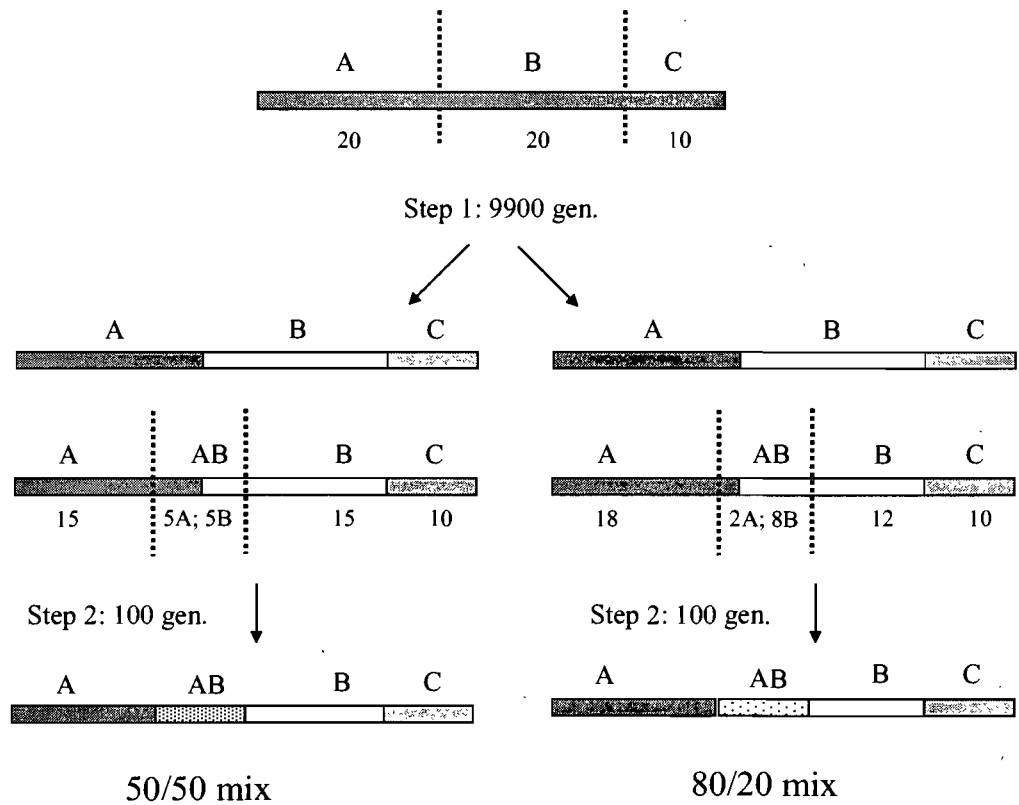 A B C
20 20 10
Step 1: 9900 gen.
A B C
A B C
A AB B C
15 5A; 5B 15 10
A AB B C
18 2A; 8B 12 10
Step 2: 100 gen.
Step 2: 100 gen.
A AB B C
A AB B C
50/50 mix
80/20 mix